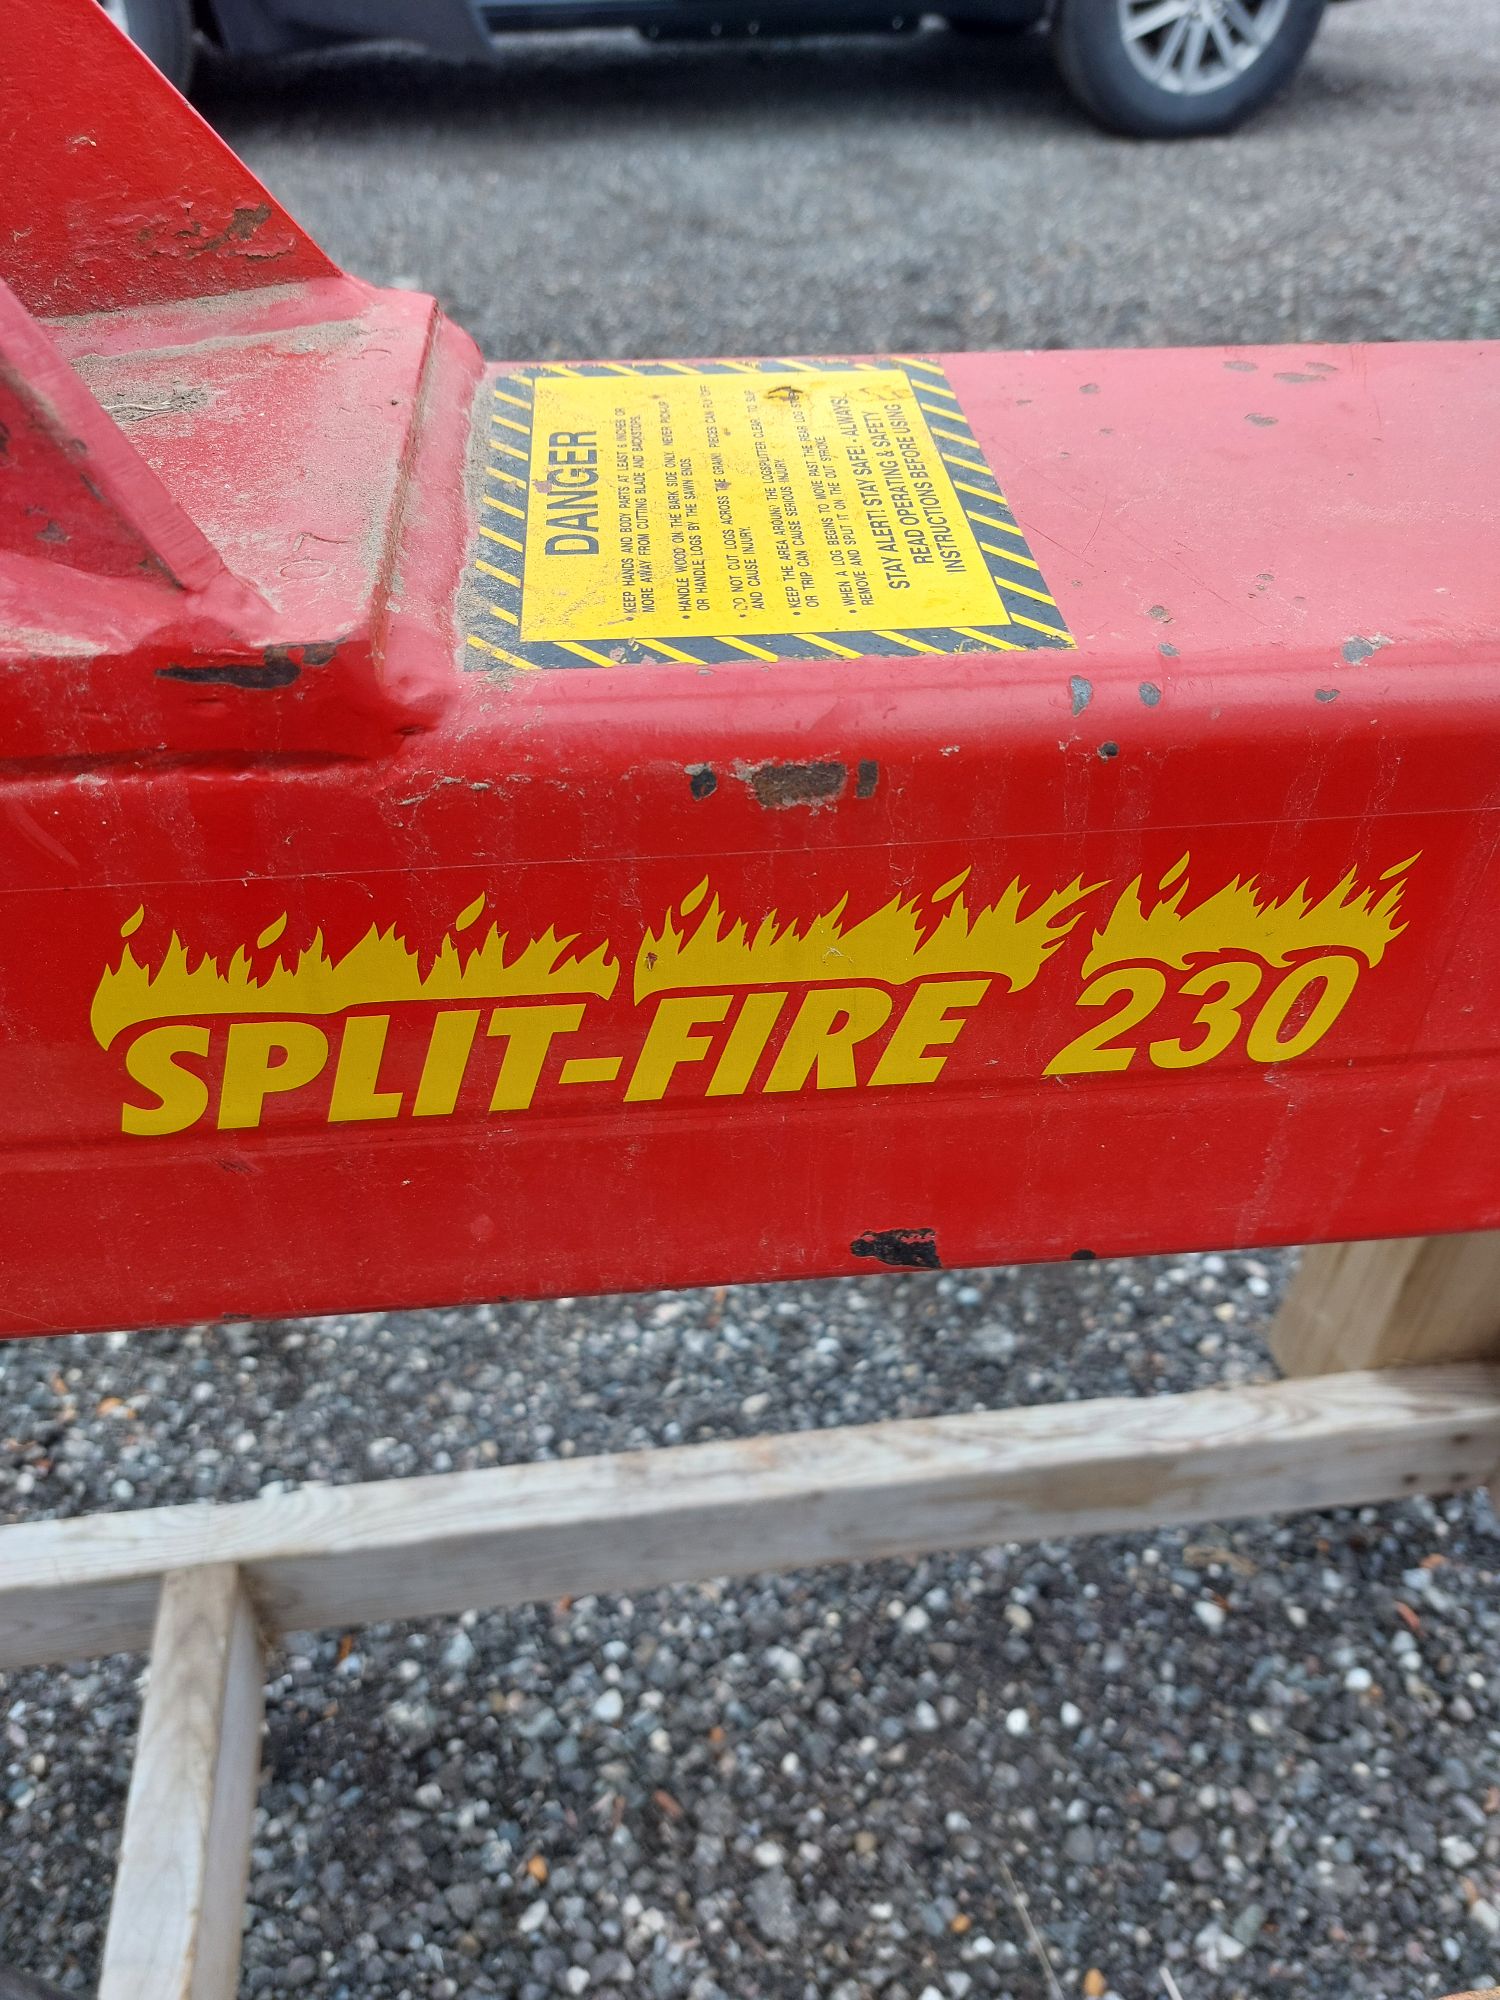 DANGER
• KEEP HANDS AND BODY PARTS AT LEAST 6 INCHES OR
MORE AWAY FROM CUTTING BLADE AND BACKSTOPS.
• HANDLE WOOD ON THE BARK SIDE ONLY. NEVER PICK-UP
OR HANDLE LOGS BY THE SAWN ENDS.
• DO NOT CUT LOGS ACROSS THE GRAIN! PIECES CAN FLY OFF
AND CAUSE INJURY.
• KEEP THE AREA AROUND THE LOGSPLITTER CLEAR. TO SLIP
OR TRIP CAN CAUSE SERIOUS INJURY.
• WHEN A LOG BEGINS TO MOVE PAST THE REAR LOG
REMOVE AND SPLIT IT ON THE CUT STROKE.
STAY ALERT! STAY SAFE! - ALWAYS!
READ OPERATING & SAFETY
INSTRUCTIONS BEFORE USING
SPLIT-FIRE 230